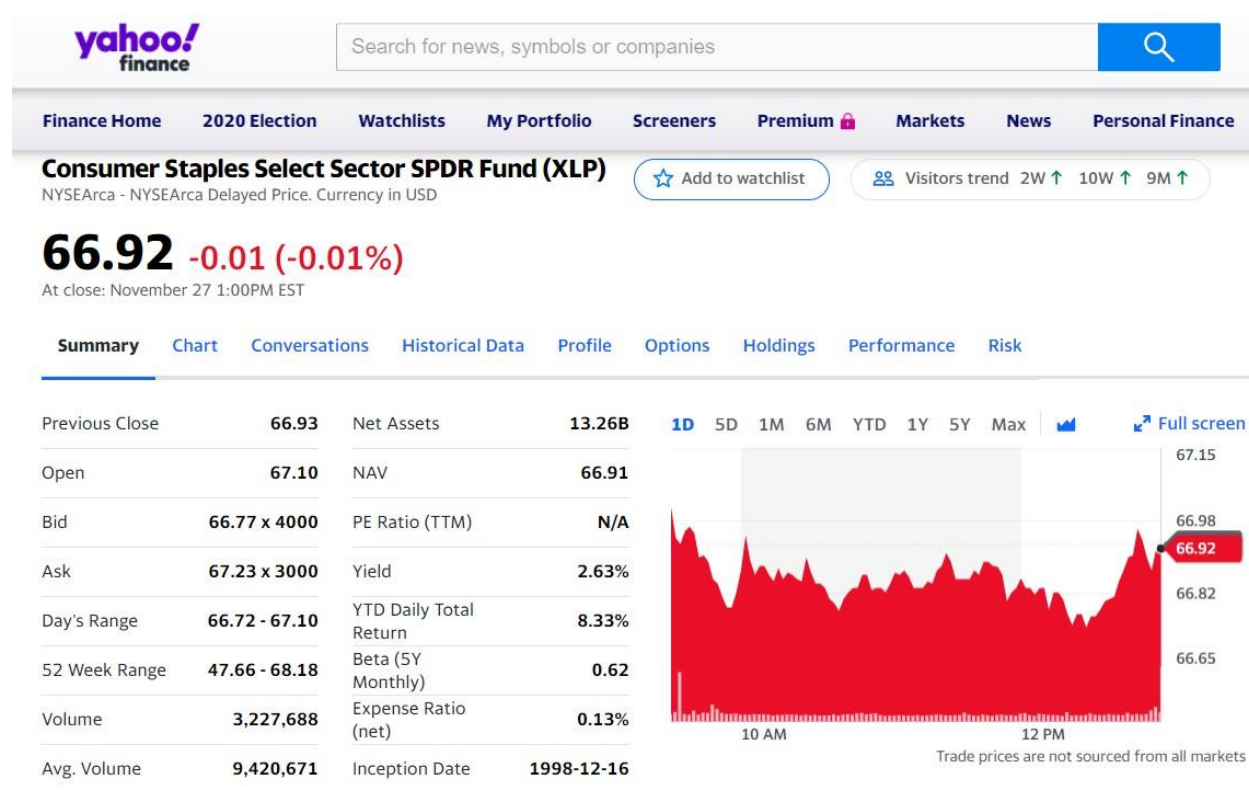 yahoo!
finance
Search for news, symbols or companies
Finance Home 2020 Election Watchlists My Portfolio Screeners Premium Markets News Personal Finance
Consumer Staples Select Sector SPDR Fund (XLP)
Add to watchlist
Visitors trend 2W ↑ 10W ↑ 9M ↑
NYSEArca - NYSEArca Delayed Price. Currency in USD
66.92 -0.01 (-0.01%)
At close: November 27 1:00PM EST
Summary Chart Conversations Historical Data Profile Options Holdings Performance Risk
Previous Close 66.93
Open 67.10
Bid 66.77 x 4000
Ask 67.23 x 3000
Day's Range 66.72 - 67.10
52 Week Range 47.66 - 68.18
Volume 3,227,688
Avg. Volume 9,420,671
Net Assets 13.26B
NAV 66.91
PE Ratio (TTM) N/A
Yield 2.63%
YTD Daily Total
Return 8.33%
Beta (5Y
Monthly) 0.62
Expense Ratio
(net) 0.13%
Inception Date 1998-12-16
1D 5D 1M 6M YTD 1Y 5Y Max Full screen
67.15
66.98
66.92
66.82
66.65
10 AM 12 PM
Trade prices are not sourced from all markets